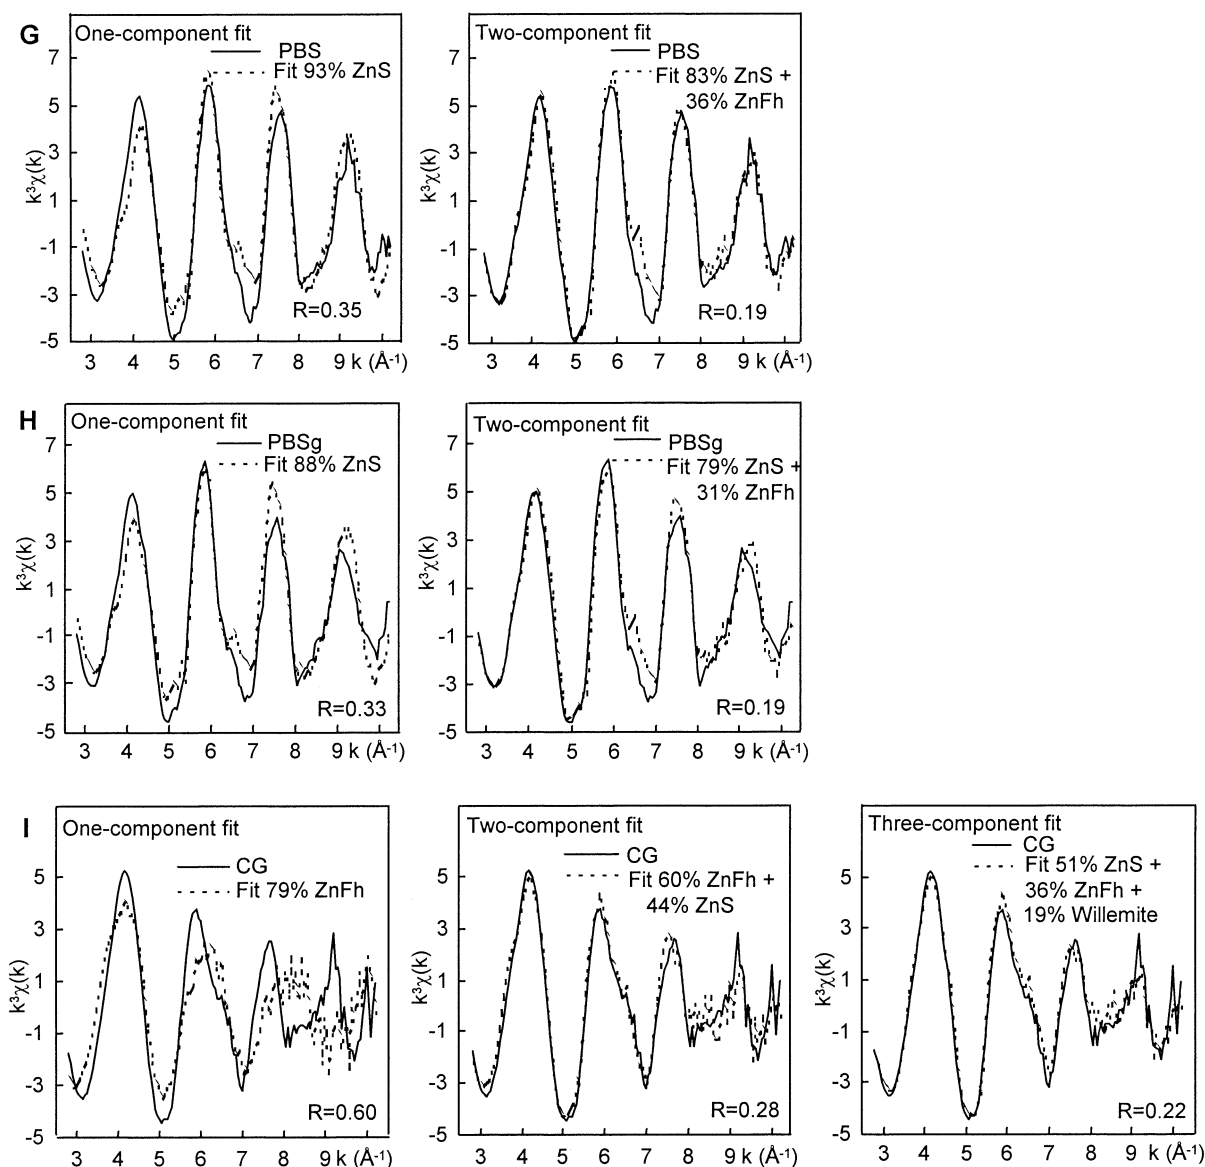 G
One-component fit
PBS
Fit 93% ZnS
7
5
3
1
-1
-3
-5
k³χ(k)
R=0.35
3 4 5 6 7 8 9 k (Å⁻¹)
Two-component fit
PBS
Fit 83% ZnS +
36% ZnFh
7
5
3
1
-1
-3
-5
k³χ(k)
R=0.19
3 4 5 6 7 8 9 k (Å⁻¹)
H
One-component fit
PBSg
Fit 88% ZnS
7
5
3
1
-1
-3
-5
k³χ(k)
R=0.33
3 4 5 6 7 8 9 k (Å⁻¹)
Two-component fit
PBSg
Fit 79% ZnS +
31% ZnFh
7
5
3
1
-1
-3
-5
k³χ(k)
R=0.19
3 4 5 6 7 8 9 k (Å⁻¹)
I
One-component fit
CG
Fit 79% ZnFh
5
3
1
-1
-3
-5
k³χ(k)
R=0.60
3 4 5 6 7 8 9 k (Å⁻¹)
Two-component fit
CG
Fit 60% ZnFh +
44% ZnS
5
3
1
-1
-3
-5
k³χ(k)
R=0.28
3 4 5 6 7 8 9 k (Å⁻¹)
Three-component fit
CG
Fit 51% ZnS +
36% ZnFh +
19% Willemite
5
3
1
-1
-3
-5
k³χ(k)
R=0.22
3 4 5 6 7 8 9 k (Å⁻¹)